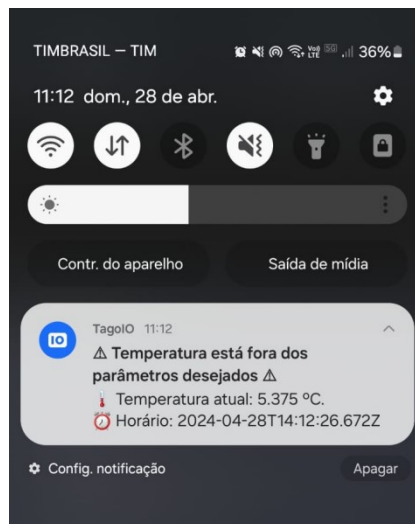 TIMBRASIL — TIM 36%
11:12 dom., 28 de abr.
Contr. do aparelho Saída de mídia
TagoIO 11:12
⚠ Temperatura está fora dos
parâmetros desejados ⚠
🌡 Temperatura atual: 5.375 ºC.
⏰ Horário: 2024-04-28T14:12:26.672Z
Config. notificação Apagar